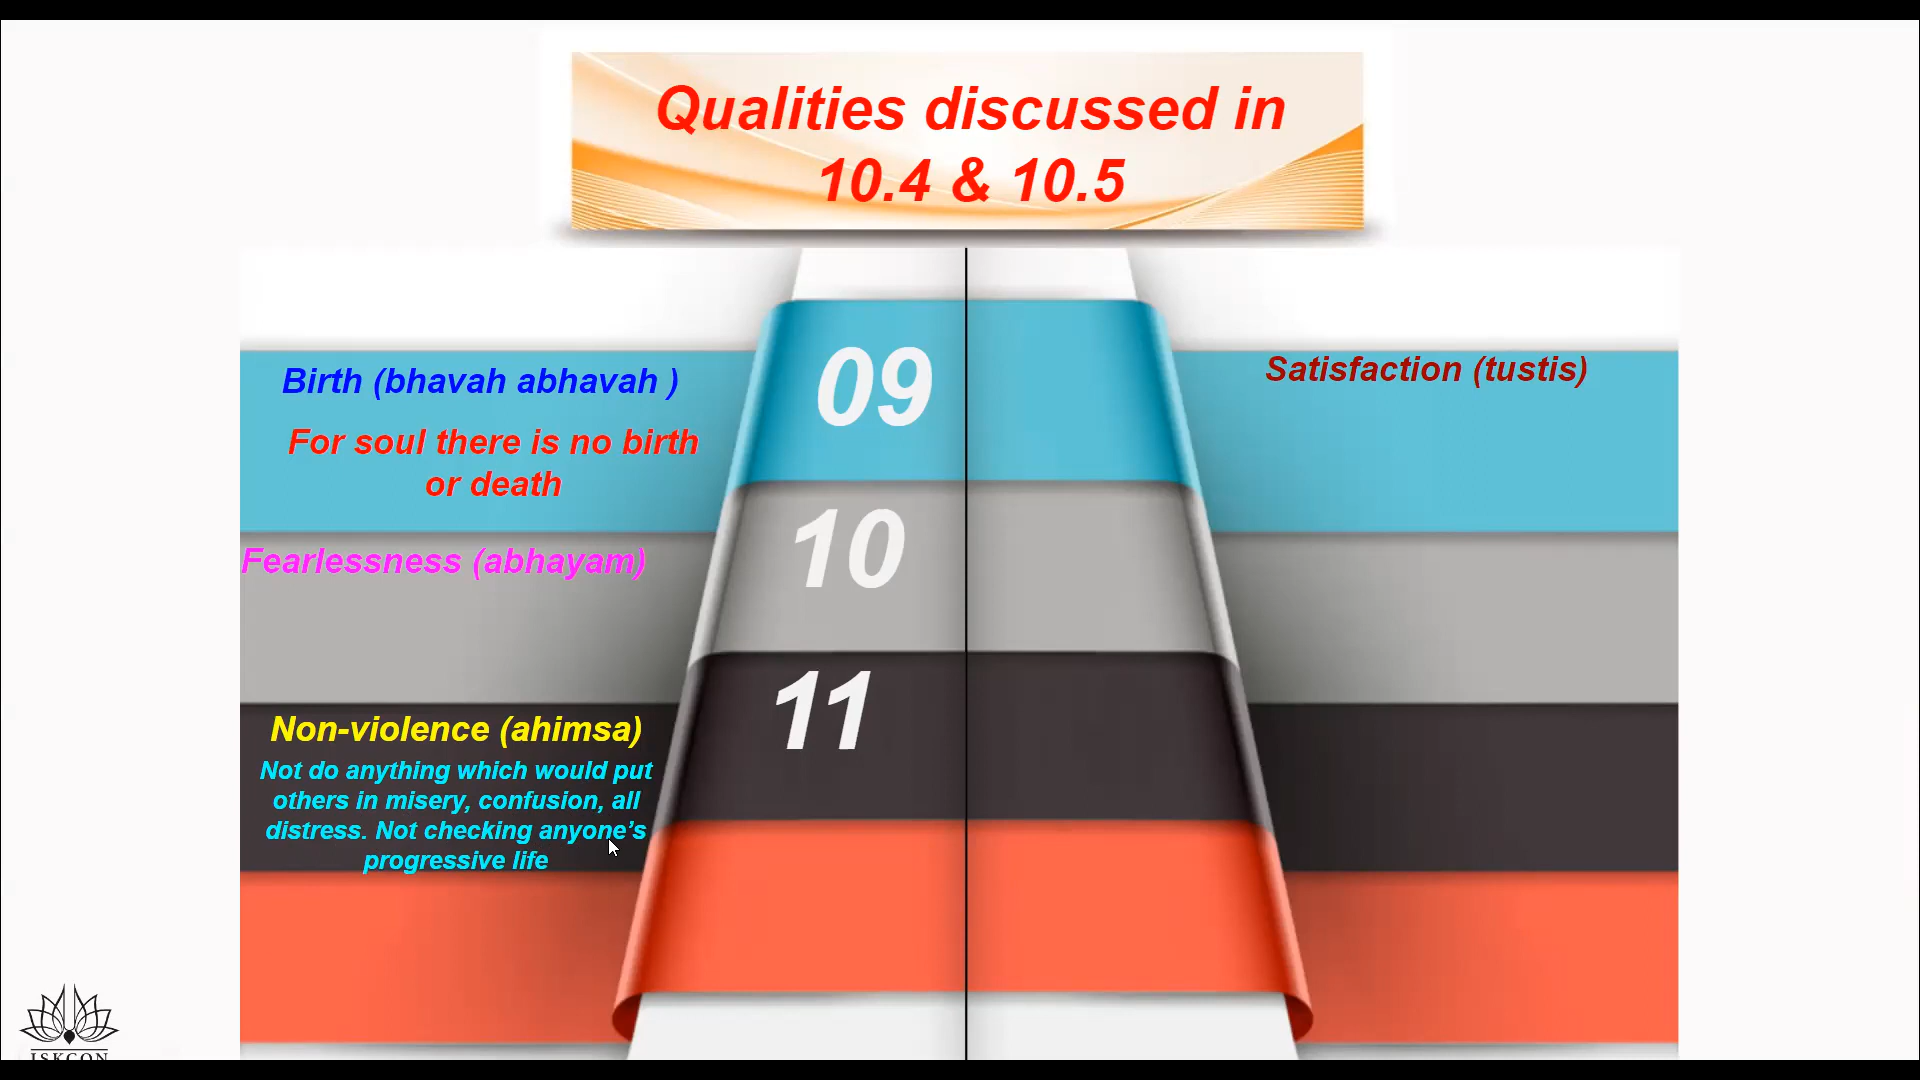 Qualities discussed in
10.4 & 10.5
Birth (bhavah abhavah )
For soul there is no birth
or death
09
Satisfaction (tustis)
Fearlessness (abhayam)
10
Non-violence (ahimsa)
Not do anything which would put
others in misery, confusion, all
distress. Not checking anyone’s
progressive life
11
ISKCON